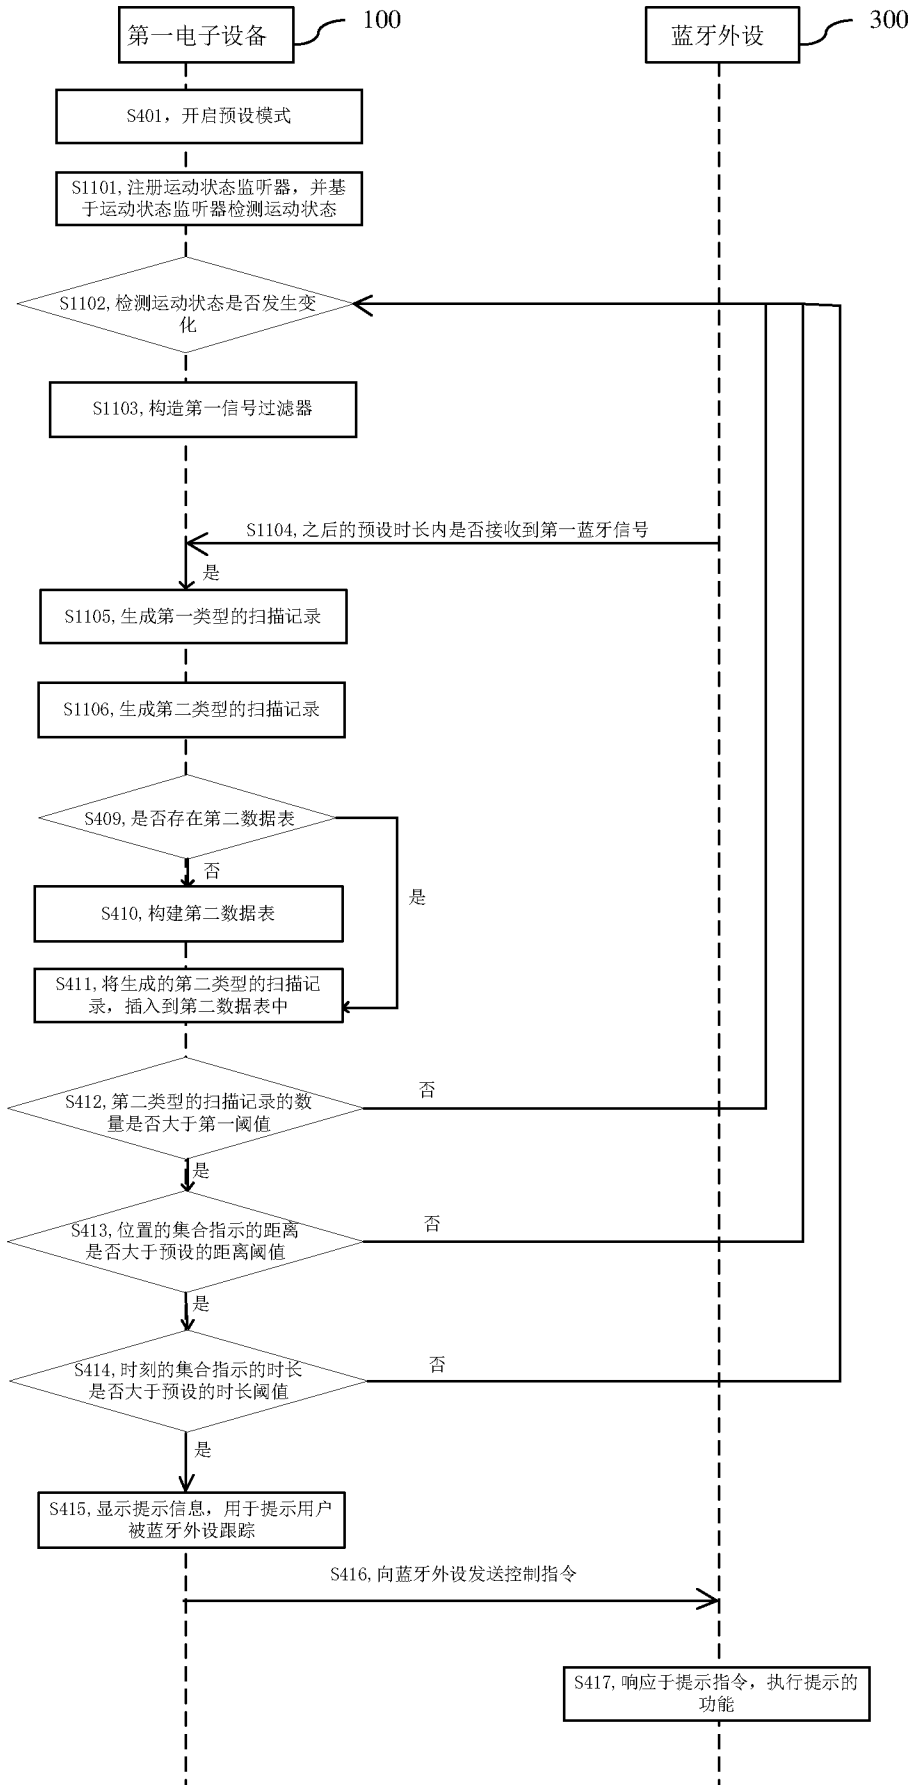 第一电子设备
100
蓝牙外设
300
S401，开启预设模式
S1101,注册运动状态监听器，并基
于运动状态监听器检测运动状态
S1102,检测运动状态是否发生变
化
S1103,构造第一信号过滤器
S1104,之后的预设时长内是否接收到第一蓝牙信号
是
S1105,生成第一类型的扫描记录
S1106,生成第二类型的扫描记录
S409,是否存在第二数据表
否
是
S410,构建第二数据表
S411,将生成的第二类型的扫描记
录，插入到第二数据表中
S412,第二类型的扫描记录的数
量是否大于第一阈值
否
是
S413,位置的集合指示的距离
是否大于预设的距离阈值
否
是
S414,时刻的集合指示的时长
是否大于预设的时长阈值
否
是
S415,显示提示信息，用于提示用户
被蓝牙外设跟踪
S416,向蓝牙外设发送控制指令
S417,响应于提示指令，执行提示的
功能